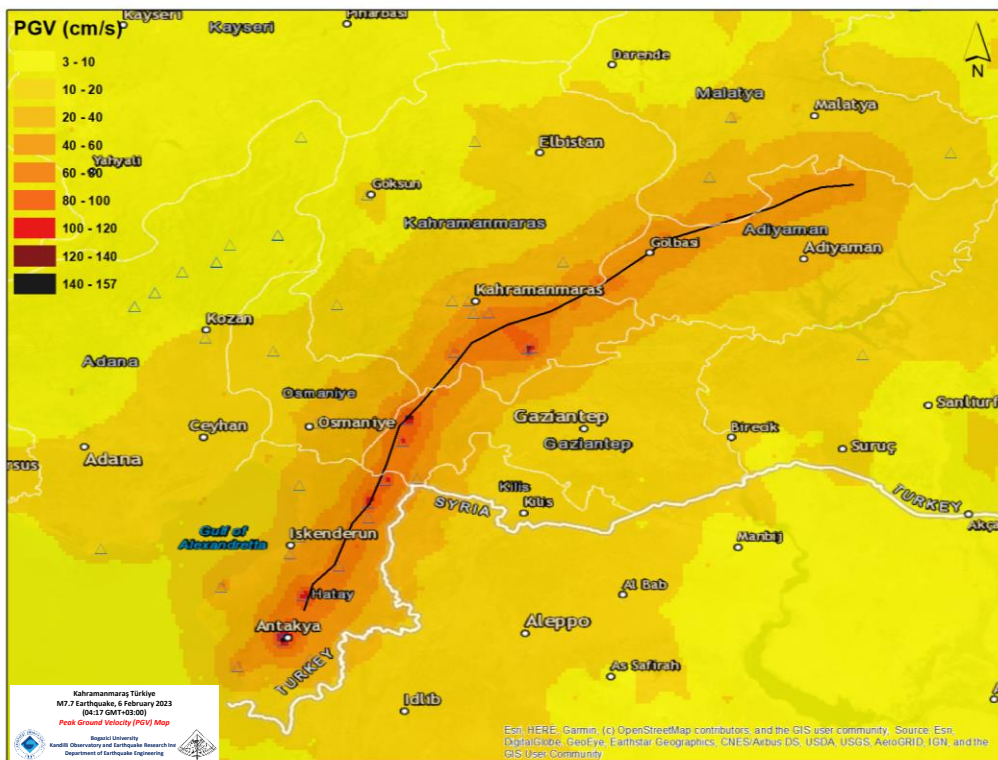 PGV (cm/s)
3 - 10
10 - 20
20 - 40
40 - 60
60 - 80
80 - 100
100 - 120
120 - 140
140 - 157
Kayseri
Kayseri
Pinarbasi
Darende
N
Malatya
Malatya
Elbistan
Yahyali
Göksun
Kahramanmaras
Golbasi
Adiyaman
Adiyaman
Kahramanmaras
Kozan
Adana
Osmaniye
Osmaniye
Ceyhan
Adana
Gaziantep
Gaziantep
Birecik
Sanliurf
Suruç
rsus
Kilis
Kilis
SYRIA
TURKEY
Akça
Gulf of
Alexandretta
Iskenderun
Manbij
Hatay
Al Bab
Antakya
Aleppo
TURKEY
As Safirah
Idlib
Kahramanmaraş Türkiye
M7.7 Earthquake, 6 February 2023
(04:17 GMT+03:00)
Peak Ground Velocity (PGV) Map
Bogazici University
Kandilli Observatory and Earthquake Research Ins
Department of Earthquake Engineering
Esri, HERE, Garmin, (c) OpenStreetMap contributors, and the GIS user community, Source: Esri,
DigitalGlobe, GeoEye, Earthstar Geographics, CNES/Airbus DS, USDA, USGS, AeroGRID, IGN, and the
GIS User Community